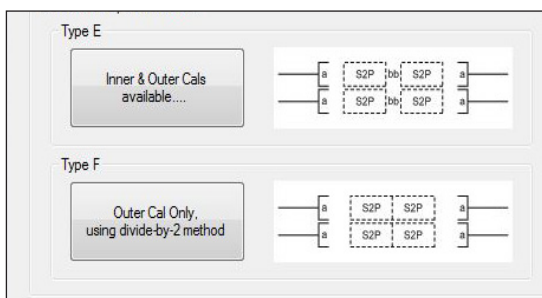 Type E
Inner & Outer Cals
available....
a S2P bb S2P a
a S2P bb S2P a
Type F
Outer Cal Only,
using divide-by-2 method
a S2P S2P a
a S2P S2P a